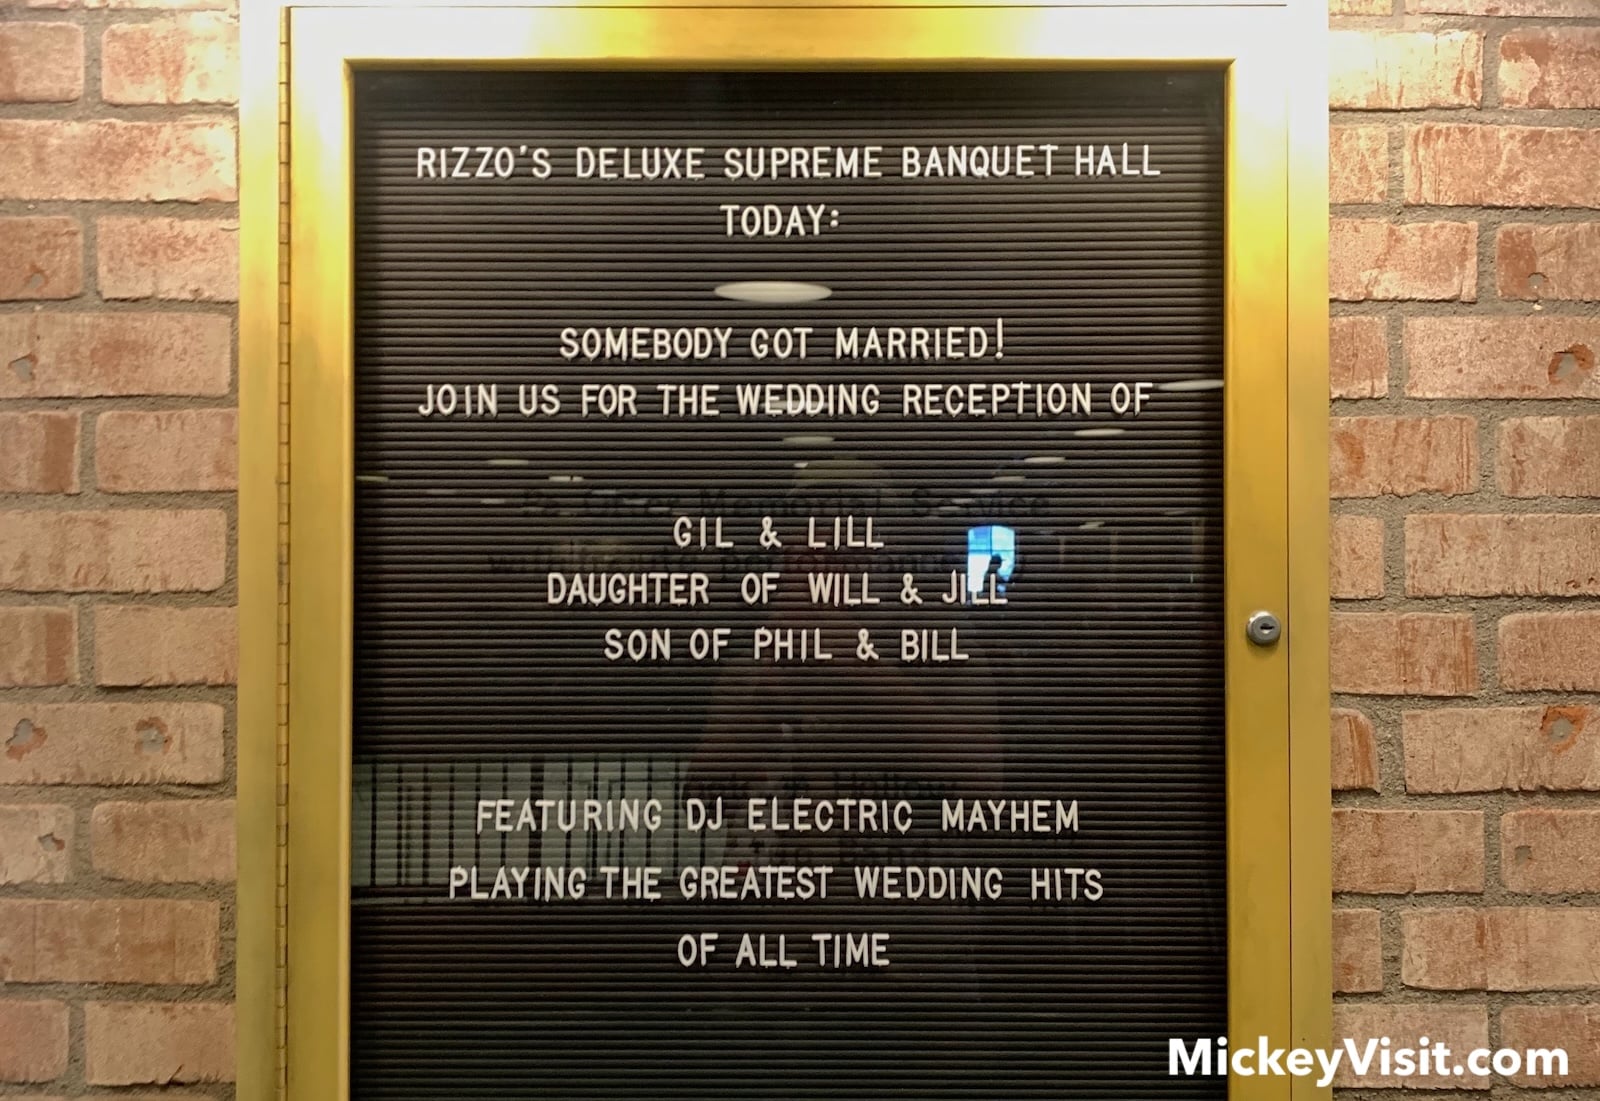 RIZZO'S DELUXE SUPREME BANQUET HALL
TODAY:
SOMEBODY GOT MARRIED!
JOIN US FOR THE WEDDING RECEPTION OF
GIL & LILL
DAUGHTER OF WILL & JILL
SON OF PHIL & BILL
FEATURING DJ ELECTRIC MAYHEM
PLAYING THE GREATEST WEDDING HITS
OF ALL TIME
MickeyVisit.com